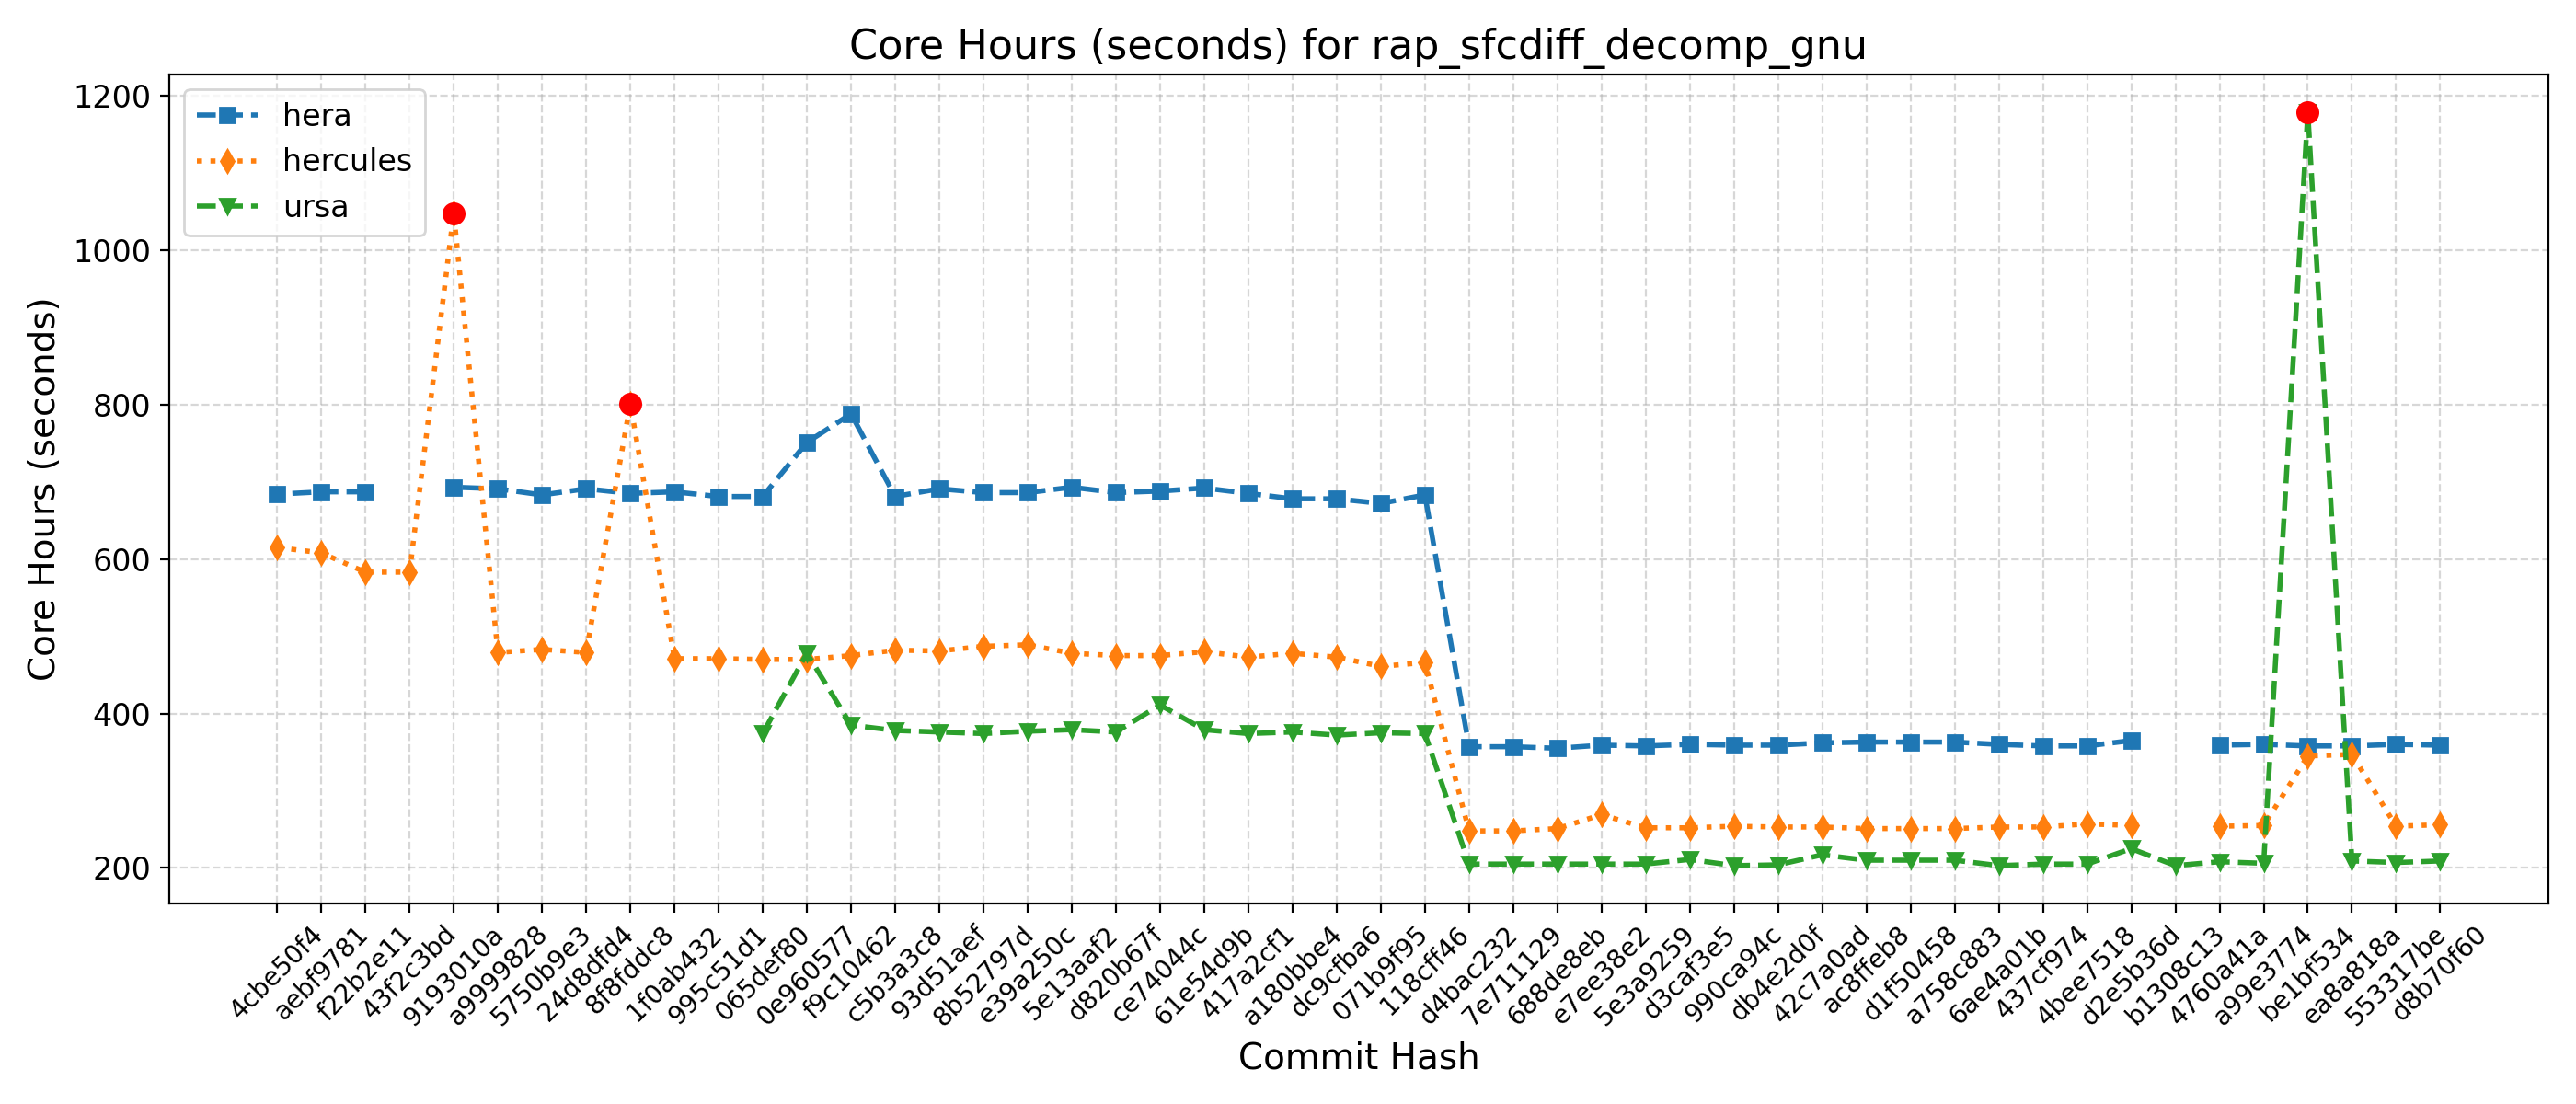 Core Hours (seconds) for rap_sfcdiff_decomp_gnu
hera
hercules
ursa
Core Hours (seconds)
1200
1000
800
600
400
200
4cbe50f4
aebf9781
f22b2e11
43f2c3bd
9193010a
a9999828
5750b9e3
24d8dfd4
8f8fddc8
1f0ab432
995c51d1
065def80
0e960577
f9c10462
c5b3a3c8
93d51aef
8b52797d
e39a250c
5e13aaf2
d820b67f
ce74044c
61e54d9b
417a2cf1
a180bbe4
dc9cfba6
071b9f95
118cff46
d4bac232
7e711129
688de8eb
e7ee38e2
5e3a9259
d3caf3e5
990ca94c
db4e2d0f
42c7a0ad
ac8ffeb8
d1f50458
a758c883
6ae4a01b
437cf974
4bee7518
d2e5b36d
b1308c13
4760a41a
a99e3774
be1bf534
ea8a818a
553317be
d8b70f60
Commit Hash